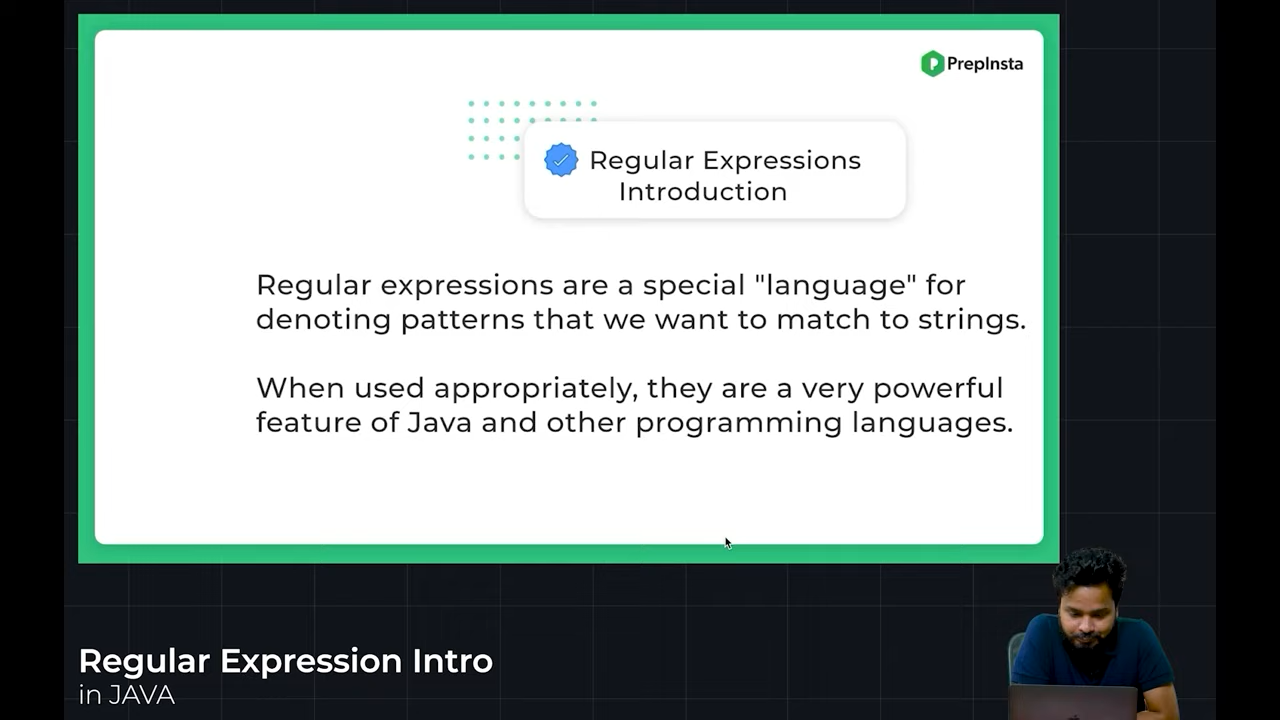 PrepInsta
Regular Expressions
Introduction
Regular expressions are a special "language" for
denoting patterns that we want to match to strings.
When used appropriately, they are a very powerful
feature of Java and other programming languages.
Regular Expression Intro
in JAVA